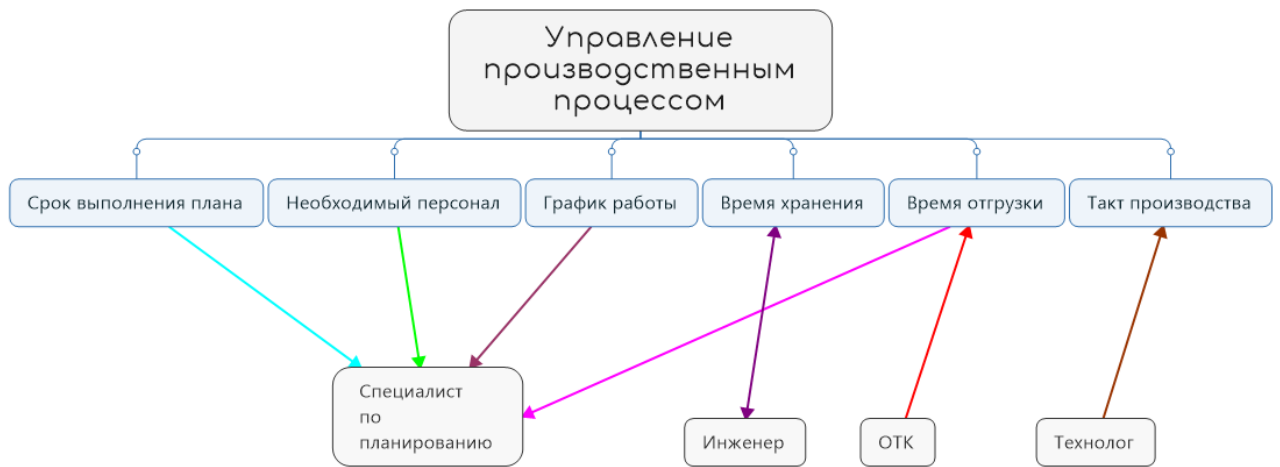 Управление
производственным
процессом
Срок выполнения плана
Необходимый персонал
График работы
Время хранения
Время отгрузки
Такт производства
Специалист
по
планированию
Инженер
ОТК
Технолог